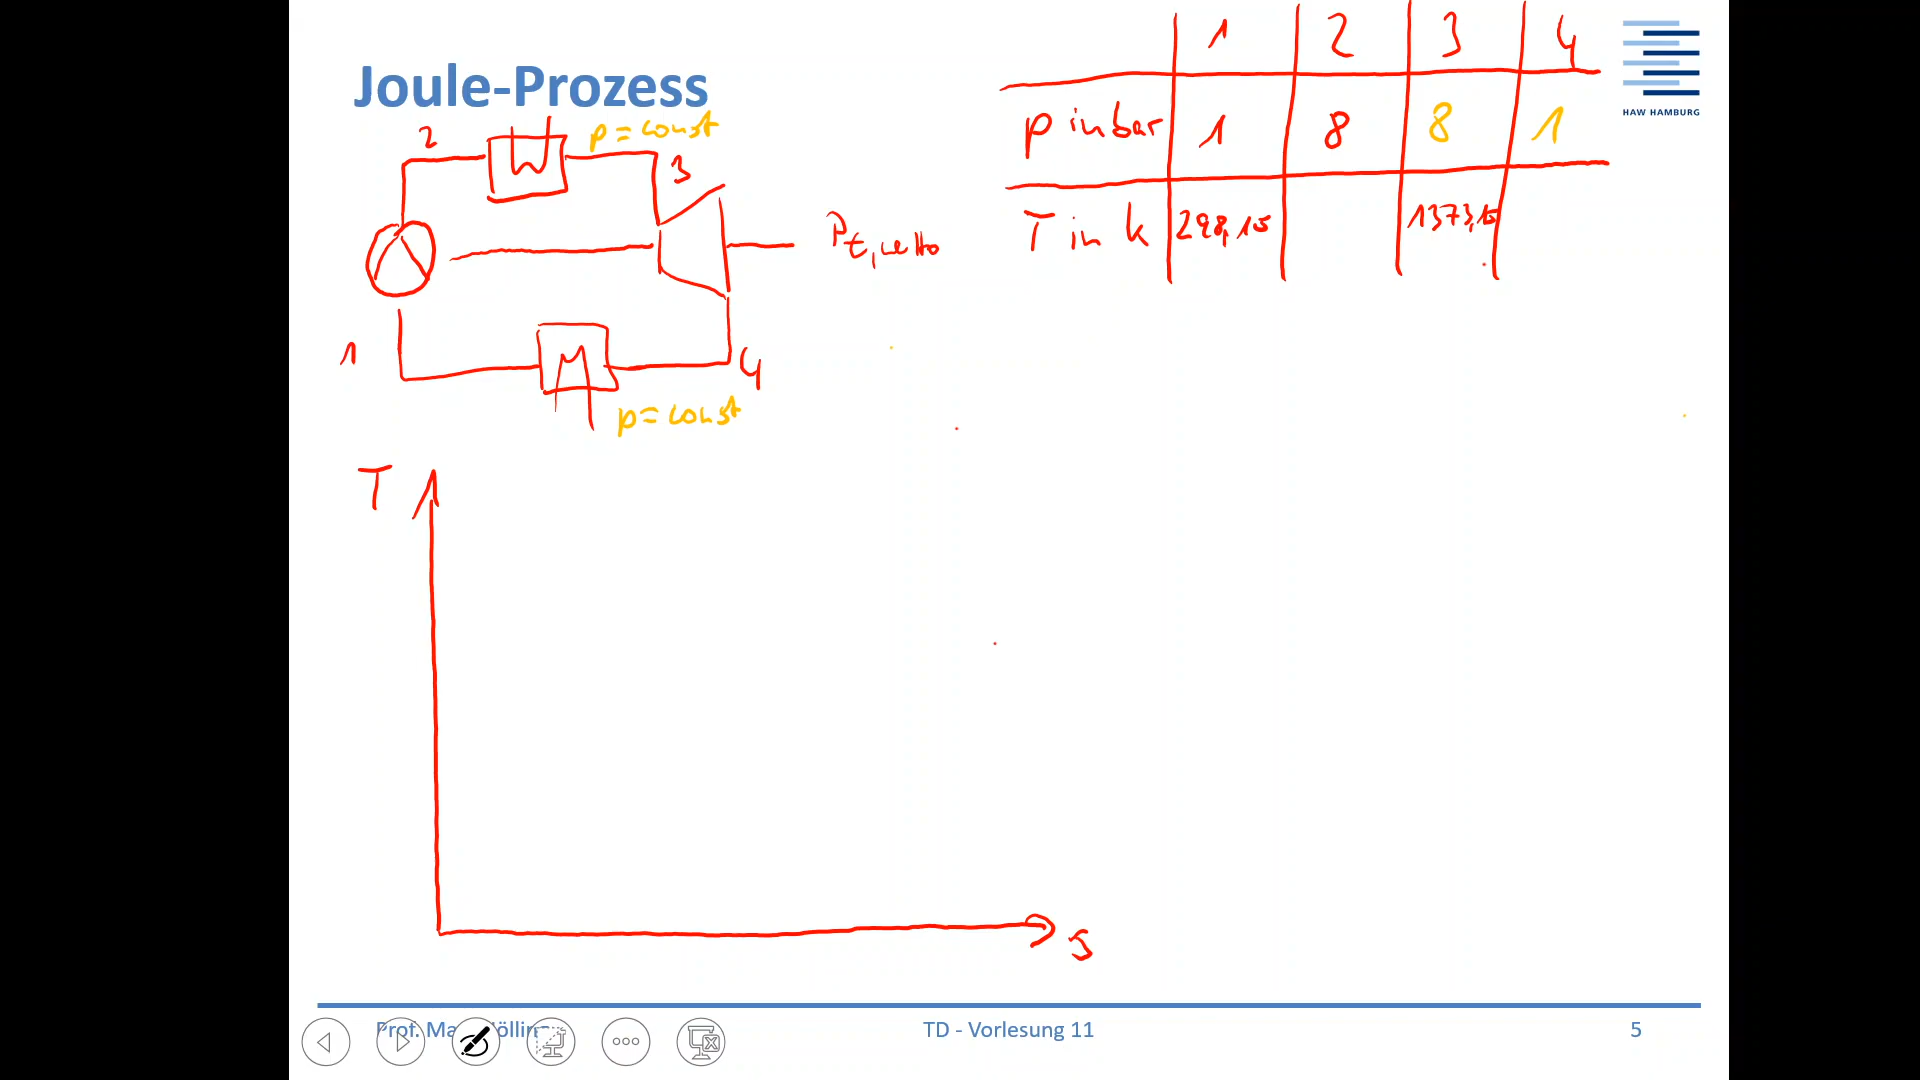 Joule-Prozess
1 2 3 4
p in bar 1 8 8 1
T in K 298,15 1373,15
HAW HAMBURG
2
p = const
3
Pt, netto
1
4
p = const
T
s
TD - Vorlesung 11
5